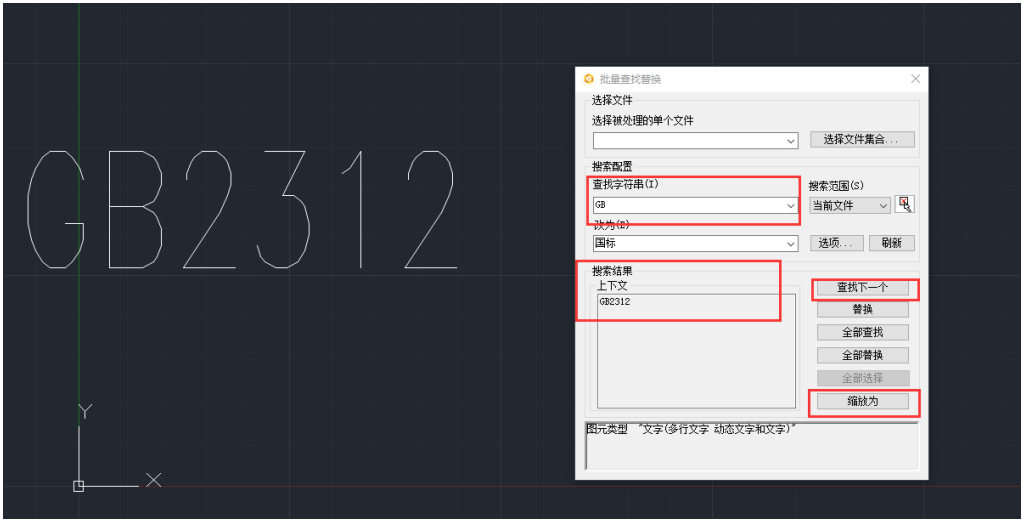 GB2312
批量查找替换
选择文件
选择被处理的单个文件
选择文件集合...
搜索配置
查找字符串(I)
搜索范围(S)
GB
当前文件
改为(E)
国标
选项...
刷新
搜索结果
上下文
查找下一个
GB2312
替换
全部查找
全部替换
全部选择
缩放为
图元类型 "文字(多行文字 动态文字和文字)"
Y
X